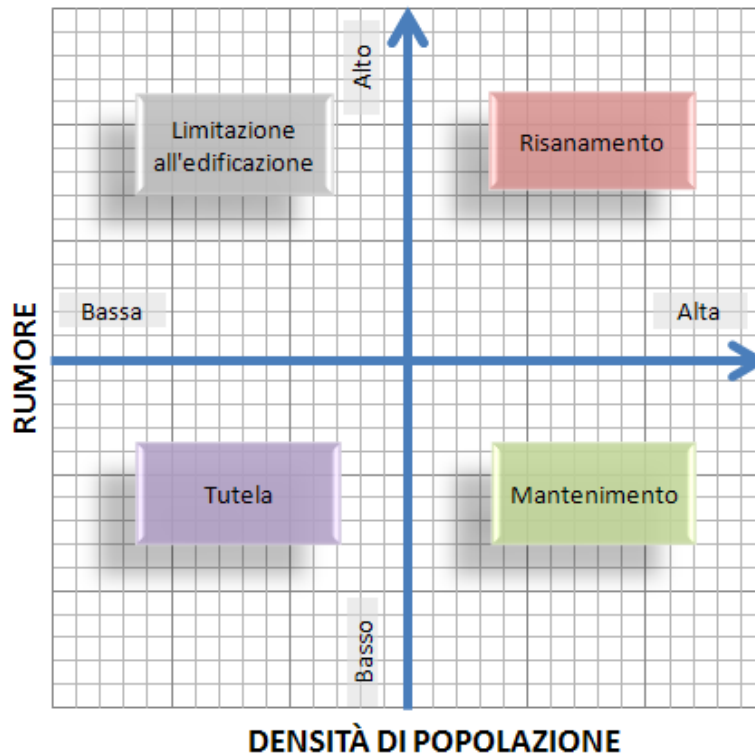 Alto
Limitazione
all'edificazione
Risanamento
Bassa
Alta
RUMORE
Tutela
Mantenimento
Basso
DENSITÀ DI POPOLAZIONE